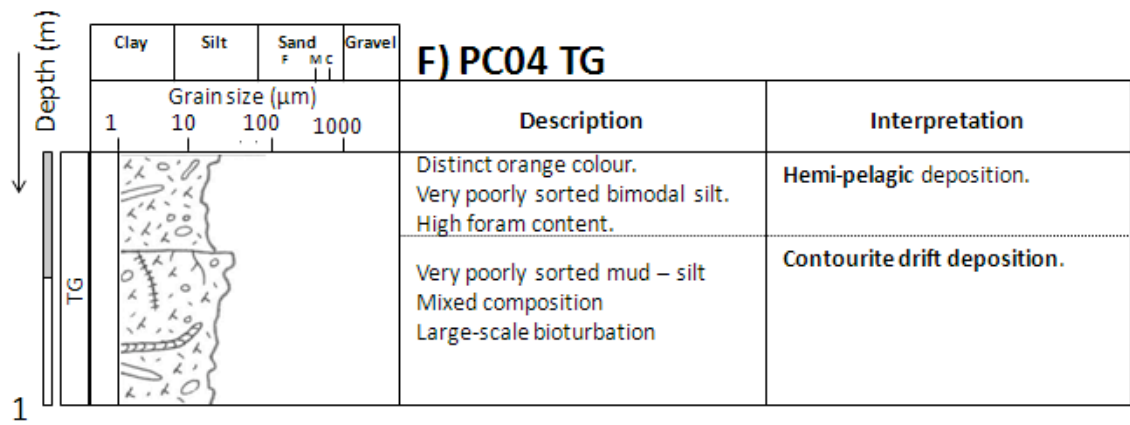 Depth (m)
Clay Silt Sand Gravel
F M C
F) PC04 TG
Grain size (μm)
1 10 100 1000
Description
Interpretation
Distinct orange colour.
Very poorly sorted bimodal silt.
High foram content.
Hemi-pelagic deposition.
Very poorly sorted mud – silt
Mixed composition
Large-scale bioturbation
Contourite drift deposition.
TG
1